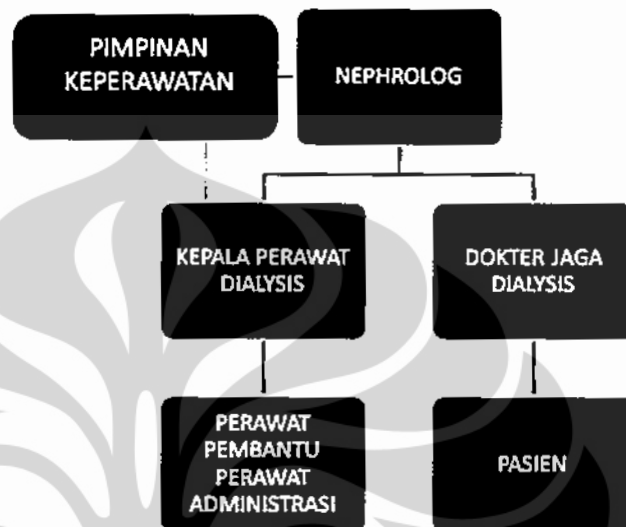 PIMPINAN
KEPERAWATAN
NEPHROLOG
KEPALA PERAWAT
DIALYSIS
DOKTER JAGA
DIALYSIS
PERAWAT
PEMBANTU
PERAWAT
ADMINISTRASI
PASIEN